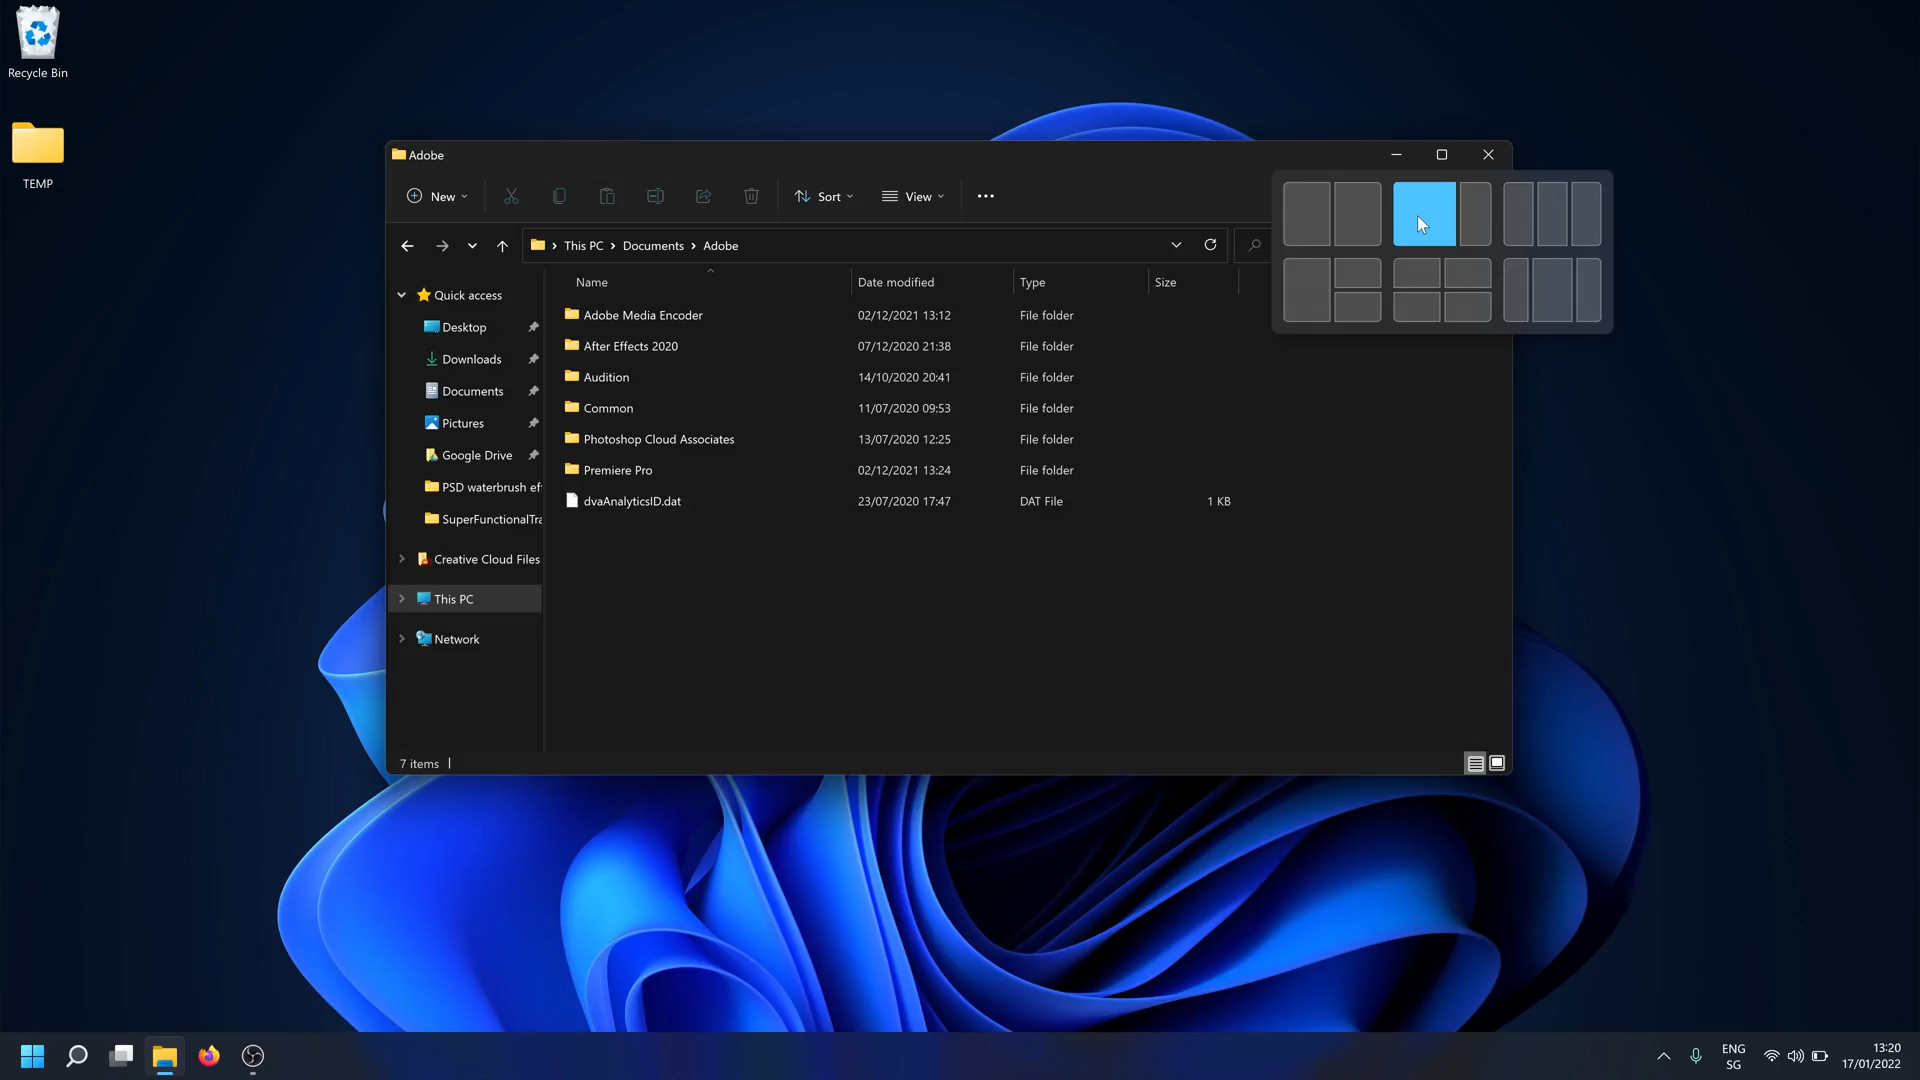 Recycle Bin
TEMP
Adobe
New
Sort
View
This PC
Documents
Adobe
Name
Date modified
Type
Size
Quick access
Desktop
Downloads
Documents
Pictures
Google Drive
PSD waterbrush ef
SuperFunctionalTra
Creative Cloud Files
This PC
Network
Adobe Media Encoder 02/12/2021 13:12 File folder
After Effects 2020 07/12/2020 21:38 File folder
Audition 14/10/2020 20:41 File folder
Common 11/07/2020 09:53 File folder
Photoshop Cloud Associates 13/07/2020 12:25 File folder
Premiere Pro 02/12/2021 13:24 File folder
dvaAnalyticsID.dat 23/07/2020 17:47 DAT File 1 KB
7 items
ENG
SG
13:20
17/01/2022